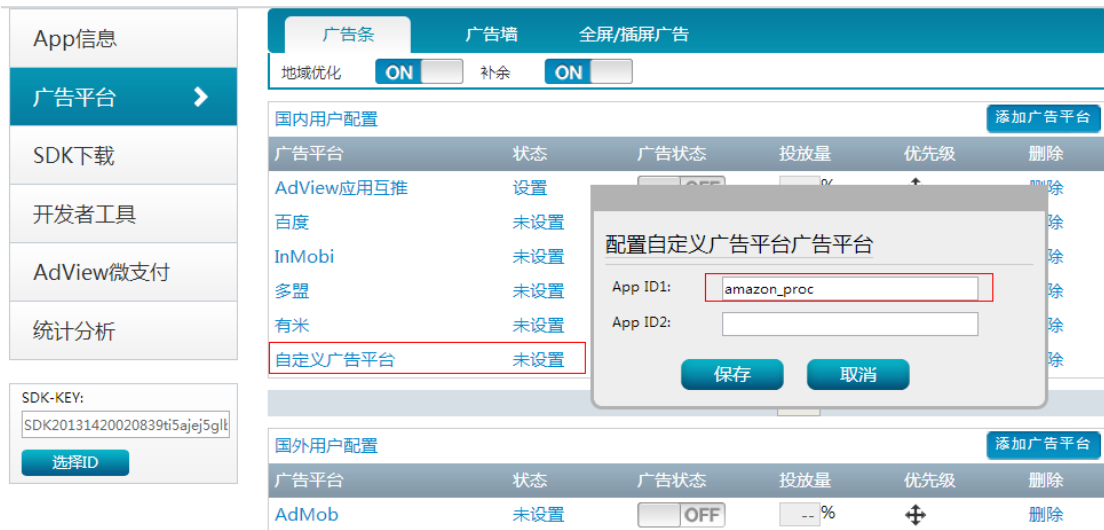 App信息
广告平台
SDK下载
开发者工具
AdView微支付
统计分析
SDK-KEY:
SDK20131420020839ti5ajej5glb
选择ID
广告条 广告墙 全屏/插屏广告
地域优化 ON 补余 ON
国内用户配置 添加广告平台
广告平台 状态 广告状态 投放量 优先级 删除
AdView应用互推 设置 OFF % 删除
百度 未设置 除
InMobi 未设置 除
多盟 未设置 除
有米 未设置 除
自定义广告平台 未设置 除
配置自定义广告平台广告平台
App ID1: amazon_proc
App ID2:
保存 取消
国外用户配置 添加广告平台
广告平台 状态 广告状态 投放量 优先级 删除
AdMob 未设置 OFF -- % 删除